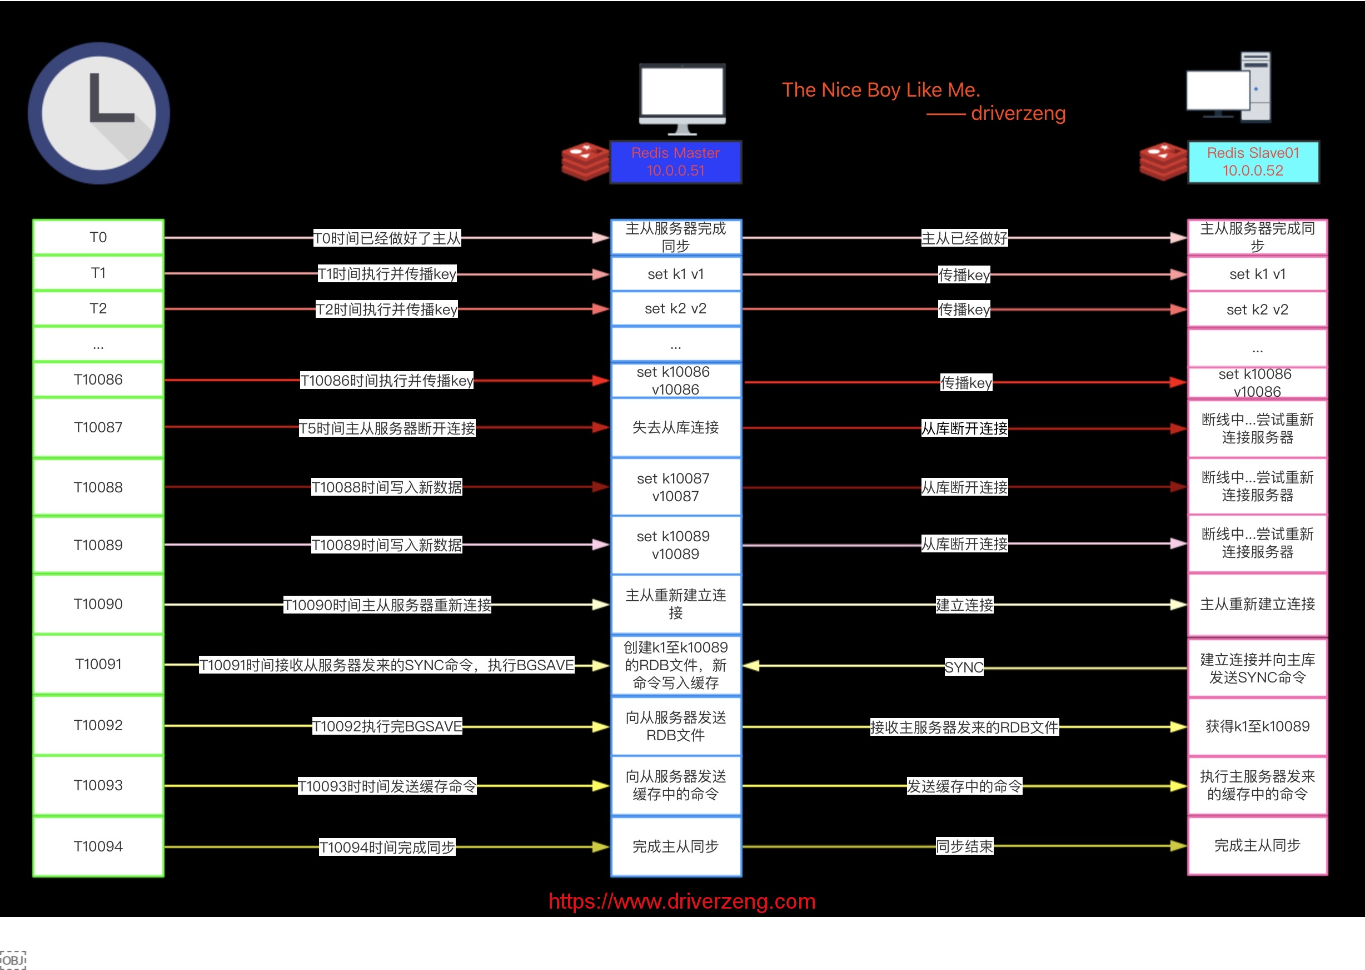 The Nice Boy Like Me.
—— driverzeng
Redis Master
10.0.0.51
Redis Slave01
10.0.0.52
T0
T0时间已经做好了主从
主从服务器完成
同步
主从已经做好
主从服务器完成同
步
T1
T1时间执行并传播key
set k1 v1
传播key
set k1 v1
T2
T2时间执行并传播key
set k2 v2
传播key
set k2 v2
...
...
...
T10086
T10086时间执行并传播key
set k10086
v10086
传播key
set k10086
v10086
T10087
T5时间主从服务器断开连接
失去从库连接
从库断开连接
断线中...尝试重新
连接服务器
T10088
T10088时间写入新数据
set k10087
v10087
从库断开连接
断线中...尝试重新
连接服务器
T10089
T10089时间写入新数据
set k10089
v10089
从库断开连接
断线中...尝试重新
连接服务器
T10090
T10090时间主从服务器重新连接
主从重新建立连
接
建立连接
主从重新建立连接
T10091
T10091时间接收从服务器发来的SYNC命令，执行BGSAVE
创建k1至k10089
的RDB文件，新
命令写入缓存
SYNC
建立连接并向主库
发送SYNC命令
T10092
T10092执行完BGSAVE
向从服务器发送
RDB文件
接收主服务器发来的RDB文件
获得k1至k10089
T10093
T10093时时间发送缓存命令
向从服务器发送
缓存中的命令
发送缓存中的命令
执行主服务器发来
的缓存中的命令
T10094
T10094时间完成同步
完成主从同步
同步结束
完成主从同步
https://www.driverzeng.com
OBJ